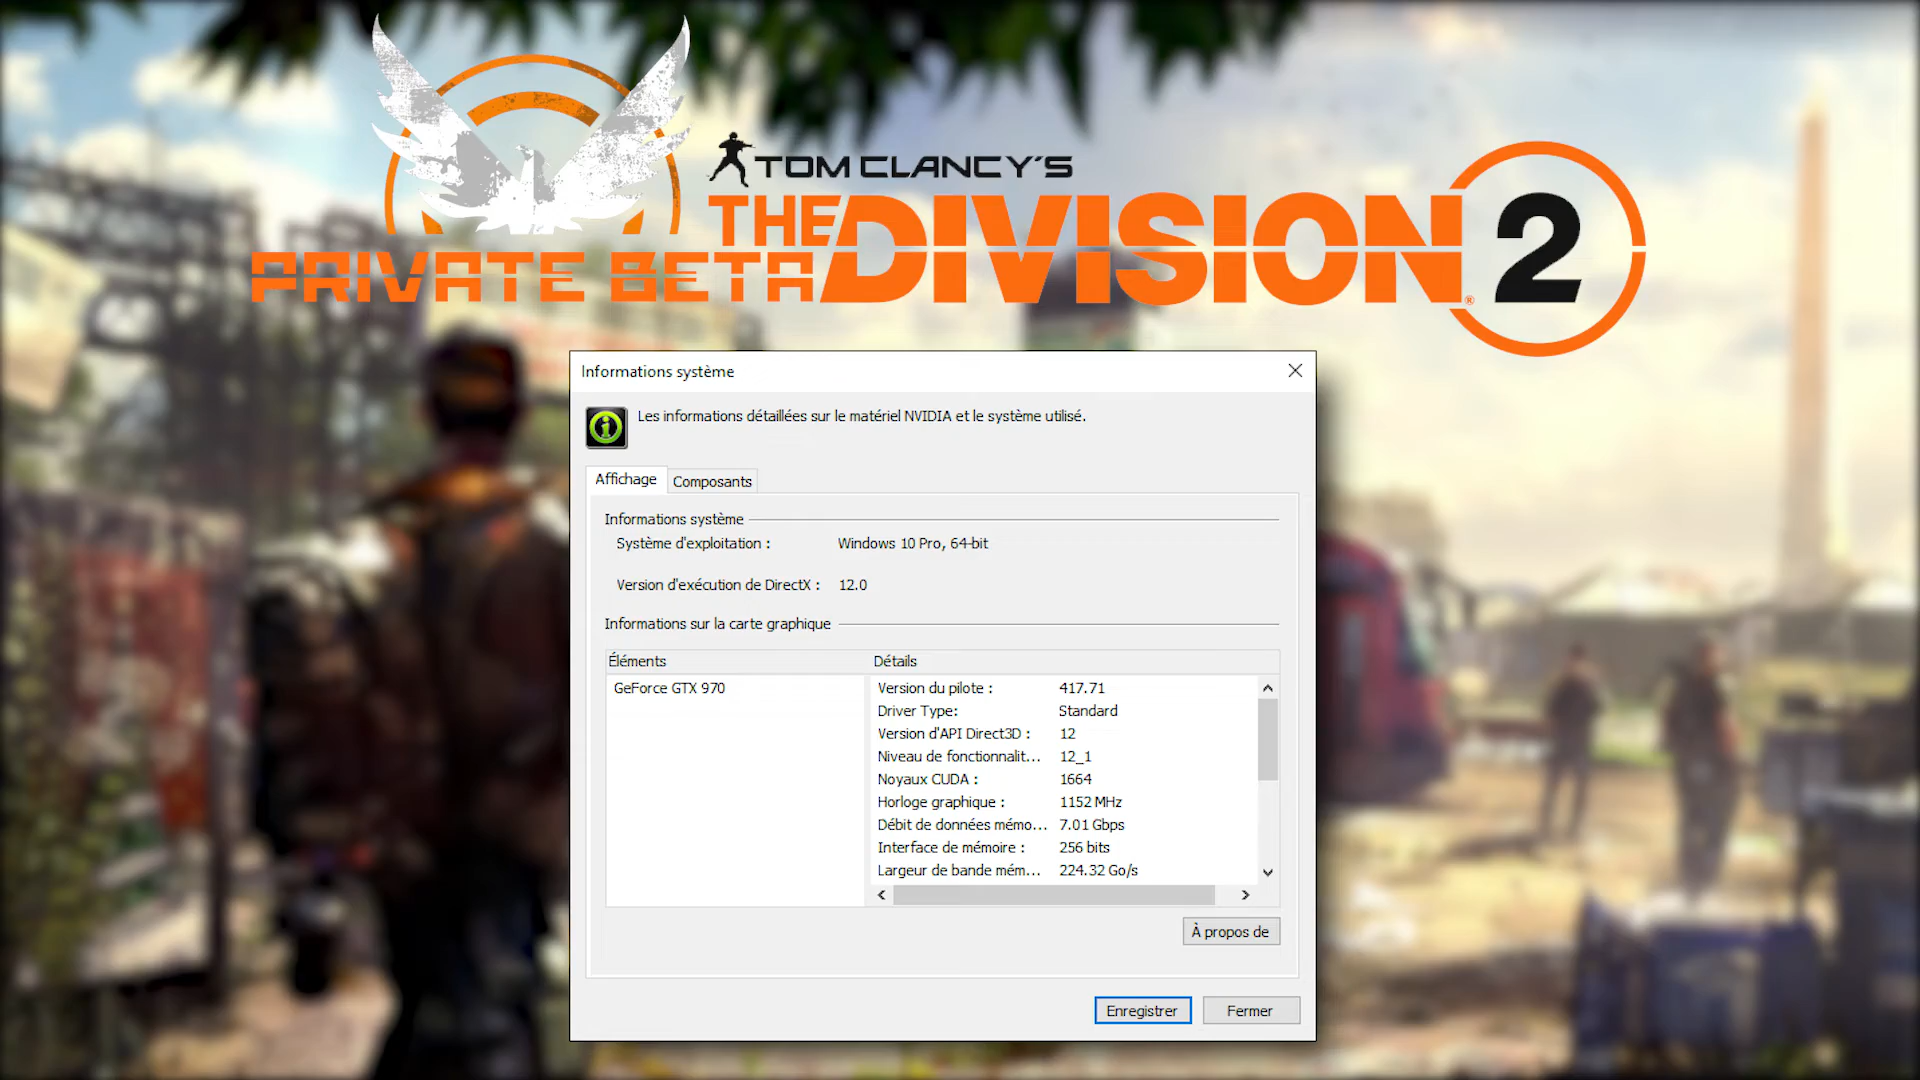 TOM CLANCY'S
THE DIVISION® 2
PRIVATE BETA
Informations système
Les informations détaillées sur le matériel NVIDIA et le système utilisé.
Affichage
Composants
Informations système
Système d'exploitation : Windows 10 Pro, 64-bit
Version d'exécution de DirectX : 12.0
Informations sur la carte graphique
Éléments
Détails
GeForce GTX 970
Version du pilote : 417.71
Driver Type: Standard
Version d'API Direct3D : 12
Niveau de fonctionnalit... 12_1
Noyaux CUDA : 1664
Horloge graphique : 1152 MHz
Débit de données mémo... 7.01 Gbps
Interface de mémoire : 256 bits
Largeur de bande mém... 224.32 Go/s
À propos de
Enregistrer
Fermer